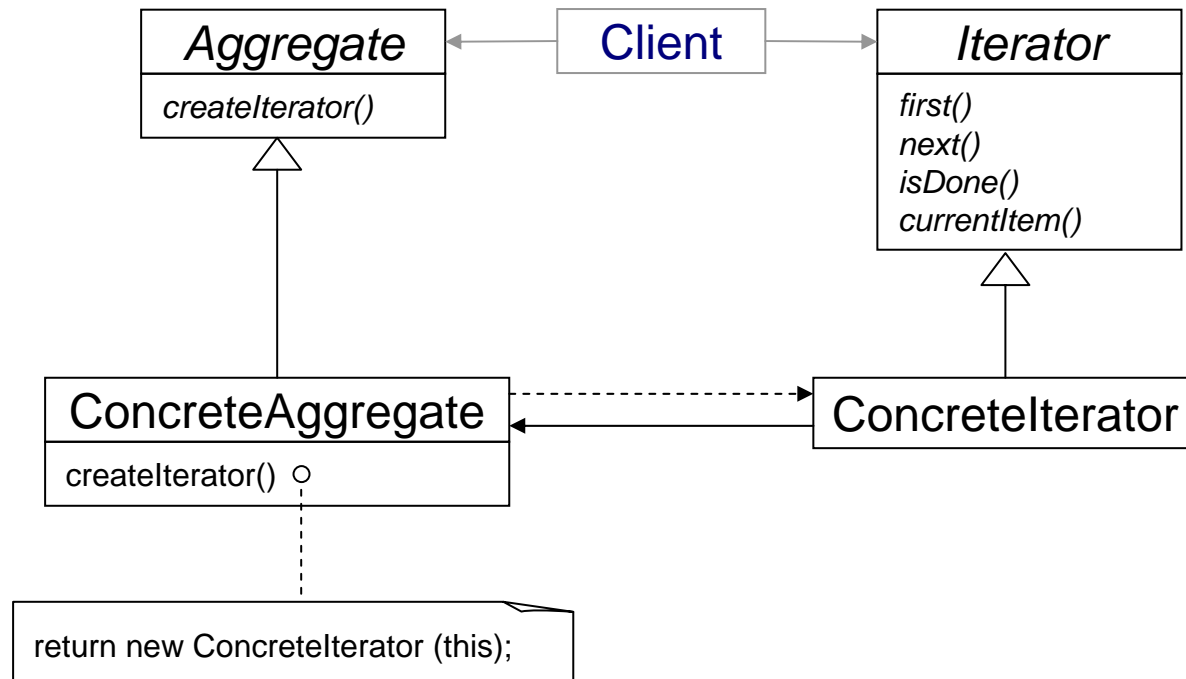 Aggregate
createIterator()
Client
Iterator
first()
next()
isDone()
currentItem()
ConcreteAggregate
createIterator()
ConcreteIterator
return new ConcreteIterator (this);